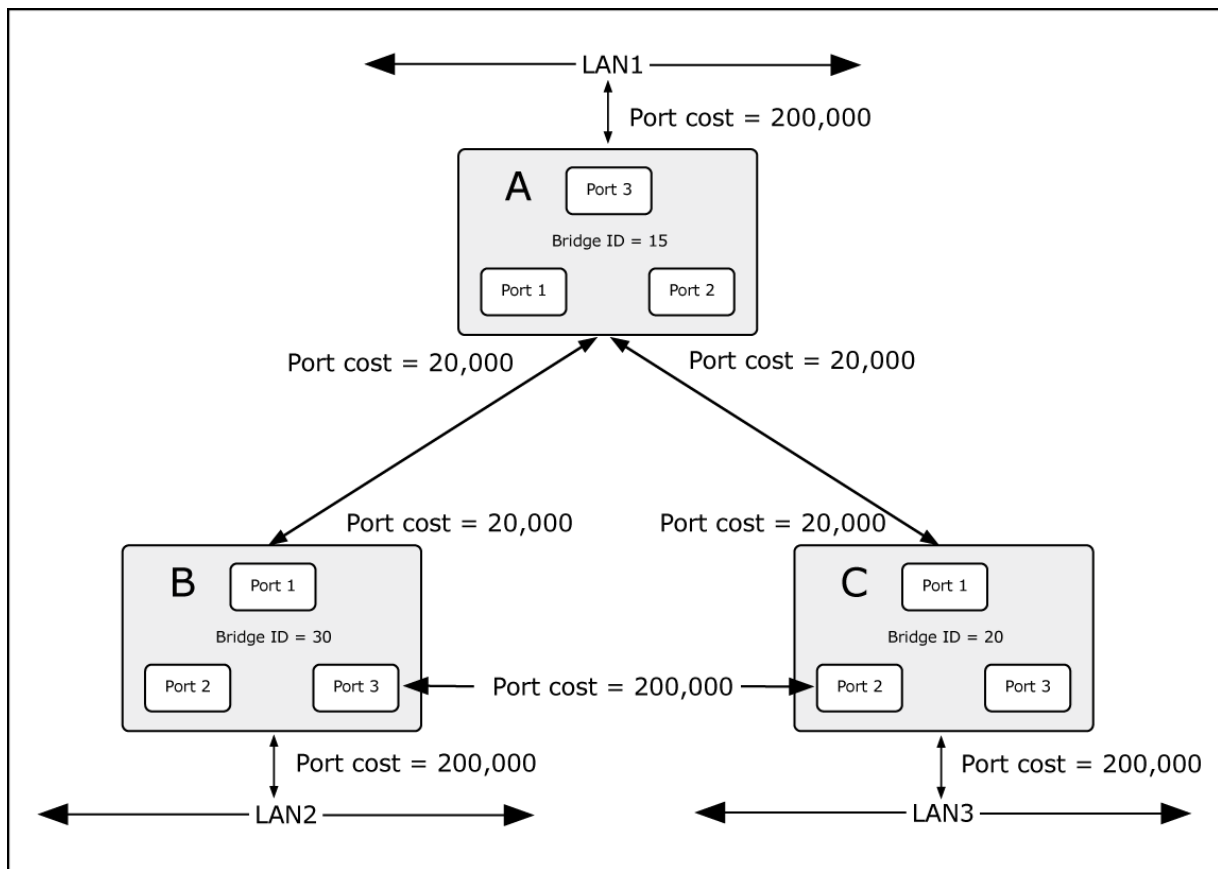 LAN1
Port cost = 200,000
A
Port 3
Bridge ID = 15
Port 1
Port 2
Port cost = 20,000
Port cost = 20,000
Port cost = 20,000
Port cost = 20,000
B
Port 1
Bridge ID = 30
Port 2
Port 3
Port cost = 200,000
C
Port 1
Bridge ID = 20
Port 2
Port 3
Port cost = 200,000
LAN2
Port cost = 200,000
LAN3